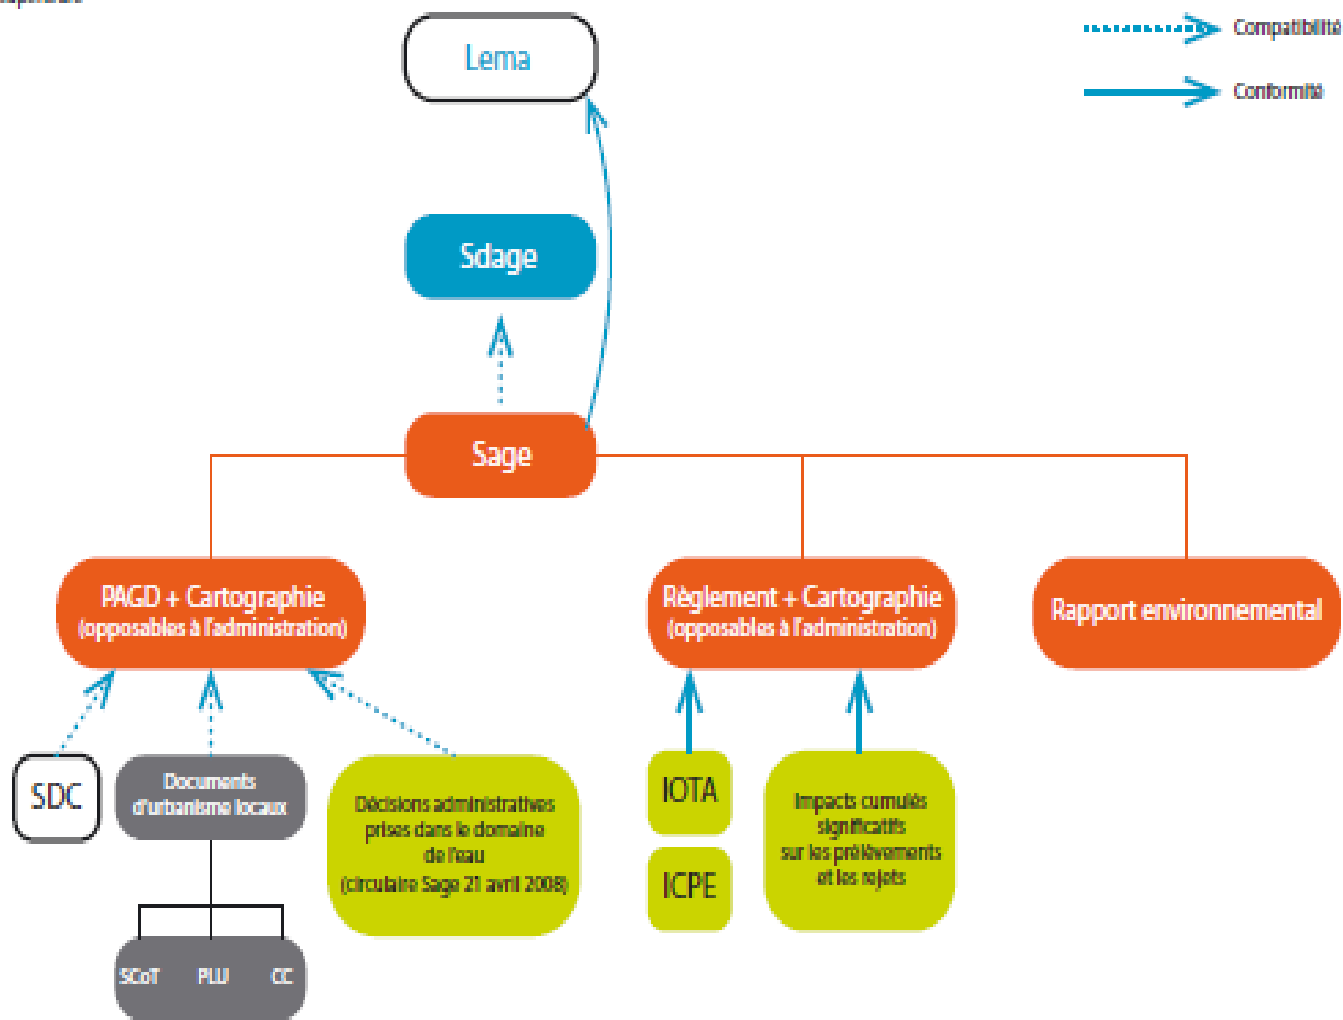 Compatibilité
Lema
Conformité
Sdage
Sage
PAGD + Cartographie
(opposables à l'administration)
Règlement + Cartographie
(opposables à l'administration)
Rapport environnemental
SDC
Documents
d'urbanisme locaux
Décisions administratives
prises dans le domaine
de l'eau
(circulaire Sage 21 avril 2008)
IOTA
ICPE
Impacts cumulés
significatifs
sur les prélèvements
et les rejets
SCoT PLU CC